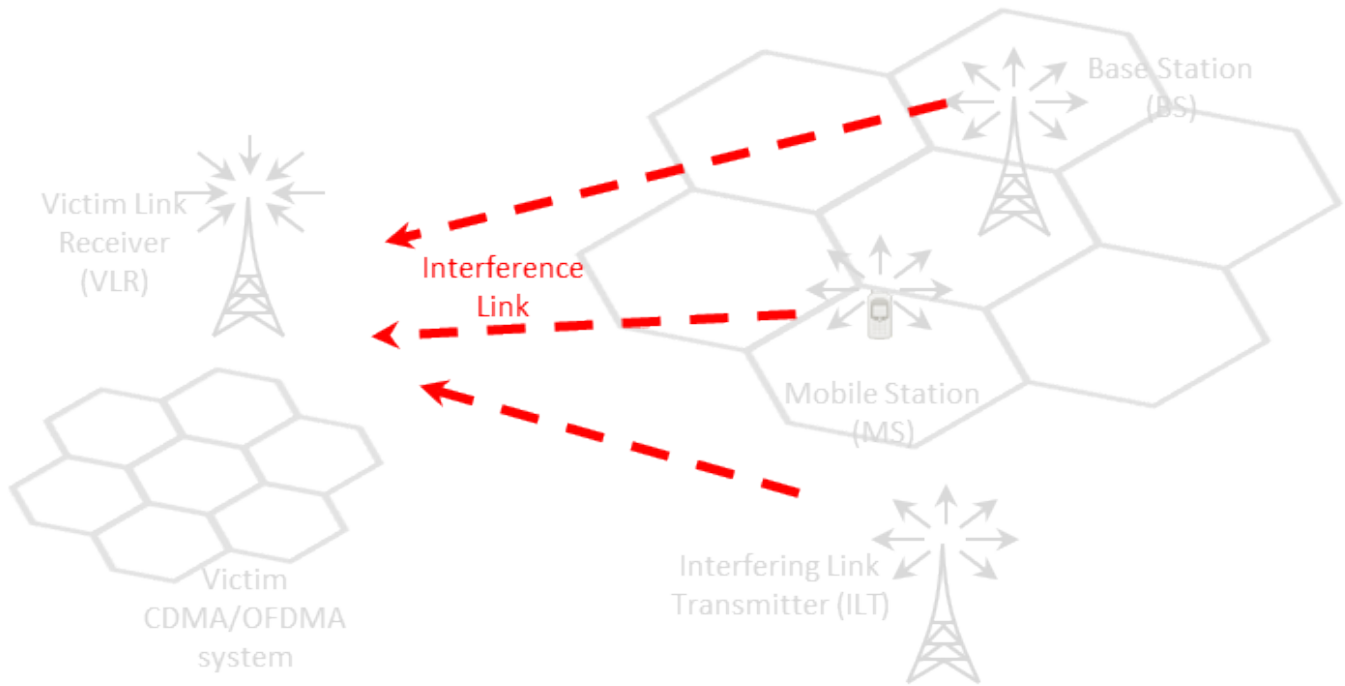 Base Station
(BS)
Victim Link
Receiver
(VLR)
Interference
Link
Mobile Station
(MS)
Interfering Link
Transmitter (ILT)
Victim
CDMA/OFDMA
system